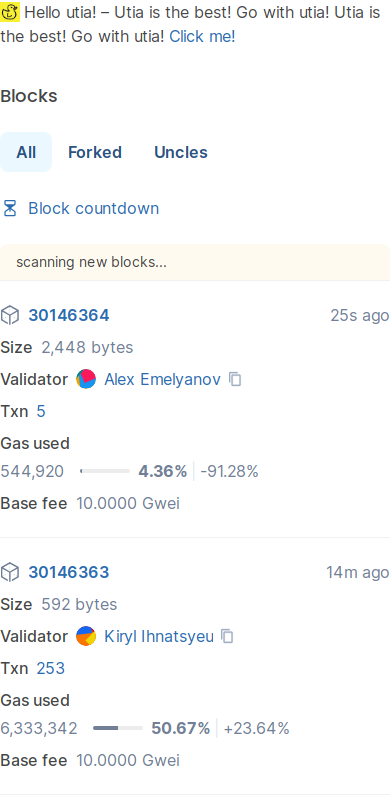 Hello utia! – Utia is the best! Go with utia! Utia is
the best! Go with utia! Click me!
Blocks
All Forked Uncles
Block countdown
scanning new blocks...
30146364 25s ago
Size 2,448 bytes
Validator Alex Emelyanov
Txn 5
Gas used
544,920 4.36% -91.28%
Base fee 10.0000 Gwei
30146363 14m ago
Size 592 bytes
Validator Kiryl Ihnatsyeu
Txn 253
Gas used
6,333,342 50.67% +23.64%
Base fee 10.0000 Gwei